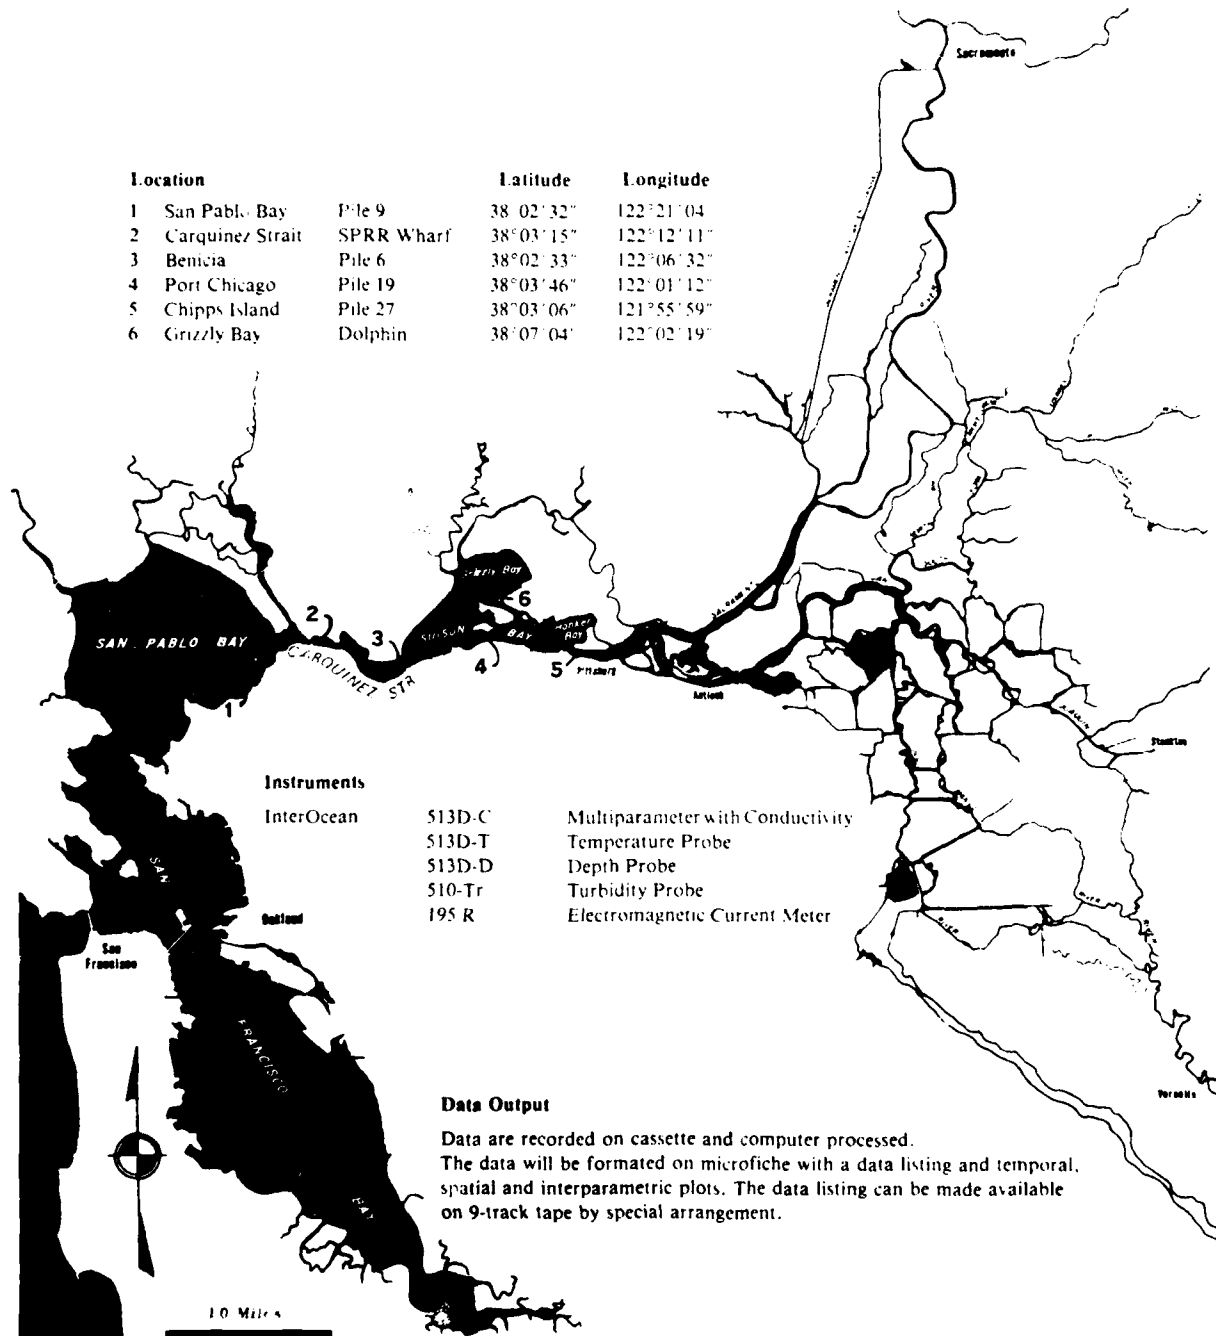 Sacramento
Location Latitude Longitude
1 San Pablo Bay Pile 9 38 02'32" 122°21'04
2 Carquinez Strait SPRR Wharf 38°03'15" 122°12'11"
3 Benicia Pile 6 38°02'33" 122°06'32"
4 Port Chicago Pile 19 38°03'46" 122°01'12"
5 Chipps Island Pile 27 38°03'06" 121°55'59"
6 Grizzly Bay Dolphin 38°07'04' 122°02'19"
Grizzly Bay
6
2
SAN PABLO BAY
3
SUISUN BAY
Honker
Bay
CARQUINEZ STR
4
5
Pittsburg
Antioch
1
Stockton
Instruments
InterOcean 513D-C Multiparameter with Conductivity
513D-T Temperature Probe
513D-D Depth Probe
510-Tr Turbidity Probe
195 R Electromagnetic Current Meter
SAN
Oakland
San
Francisco
RIVER
RIVER
FRANCISCO
BAY
Vernalis
Data Output
Data are recorded on cassette and computer processed.
The data will be formated on microfiche with a data listing and temporal,
spatial and interparametric plots. The data listing can be made available
on 9-track tape by special arrangement.
10 Miles